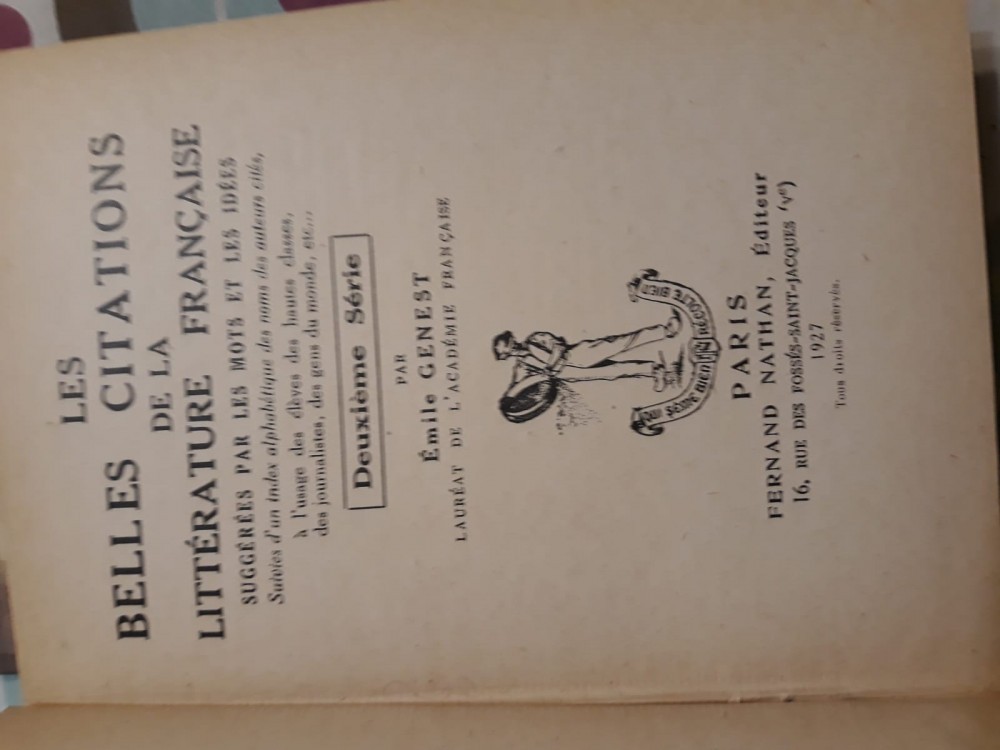 LES
BELLES CITATIONS
DE LA
LITTÉRATURE FRANÇAISE
SUGGÉRÉES PAR LES MOTS ET LES IDÉES
Suivies d'un index alphabétique des noms des auteurs cités,
à l'usage des élèves des hautes classes,
des journalistes, des gens du monde, etc...
Deuxième Série
PAR
Émile GENEST
LAURÉAT DE L'ACADÉMIE FRANÇAISE
QUI SÈME BIEN FN RÉCOLTE BIEN
PARIS
FERNAND NATHAN, Éditeur
16, RUE DES FOSSÉS-SAINT-JACQUES (Vᵉ)
1927
Tous droits réservés.